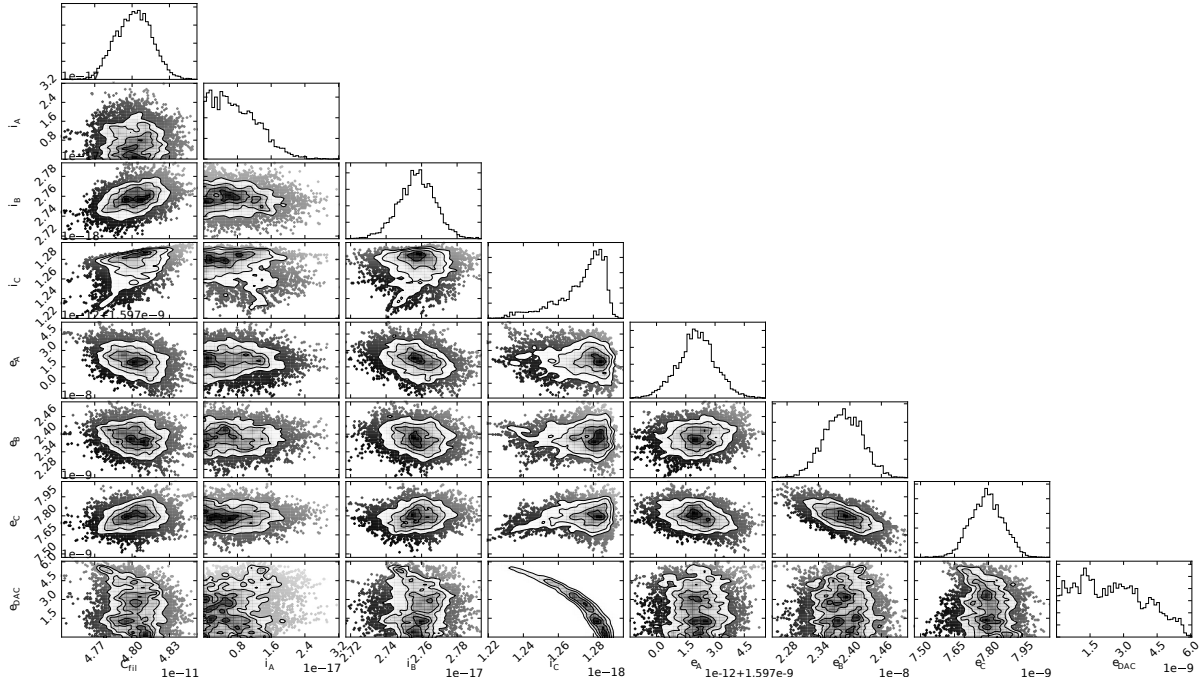 1e−17
3.2
2.4
1.6
0.8
i_A
1e−17
2.78
2.76
2.74
2.72
i_B
1e−18
1.28
1.26
1.24
1.22
i_C
1e−12+1.597e−9
4.5
3.0
1.5
0.0
e_A
1e−8
2.46
2.40
2.34
2.28
e_B
1e−9
7.95
7.80
7.65
7.50
e_C
1e−9
4.5
3.0
1.5
e_DAC
4.77 4.80 4.83
C_fil
1e−11
0.8 1.6 2.4 3.2
i_A
1e−17
2.72 2.74 2.76 2.78
i_B
1e−17
1.22 1.24 1.26 1.28
i_C
1e−18
0.0 1.5 3.0 4.5
e_A
1e−12+1.597e−9
2.28 2.34 2.40 2.46
e_B
1e−8
7.50 7.65 7.80 7.95
e_C
1e−9
1.5 3.0 4.5 6.0
e_DAC
1e−9